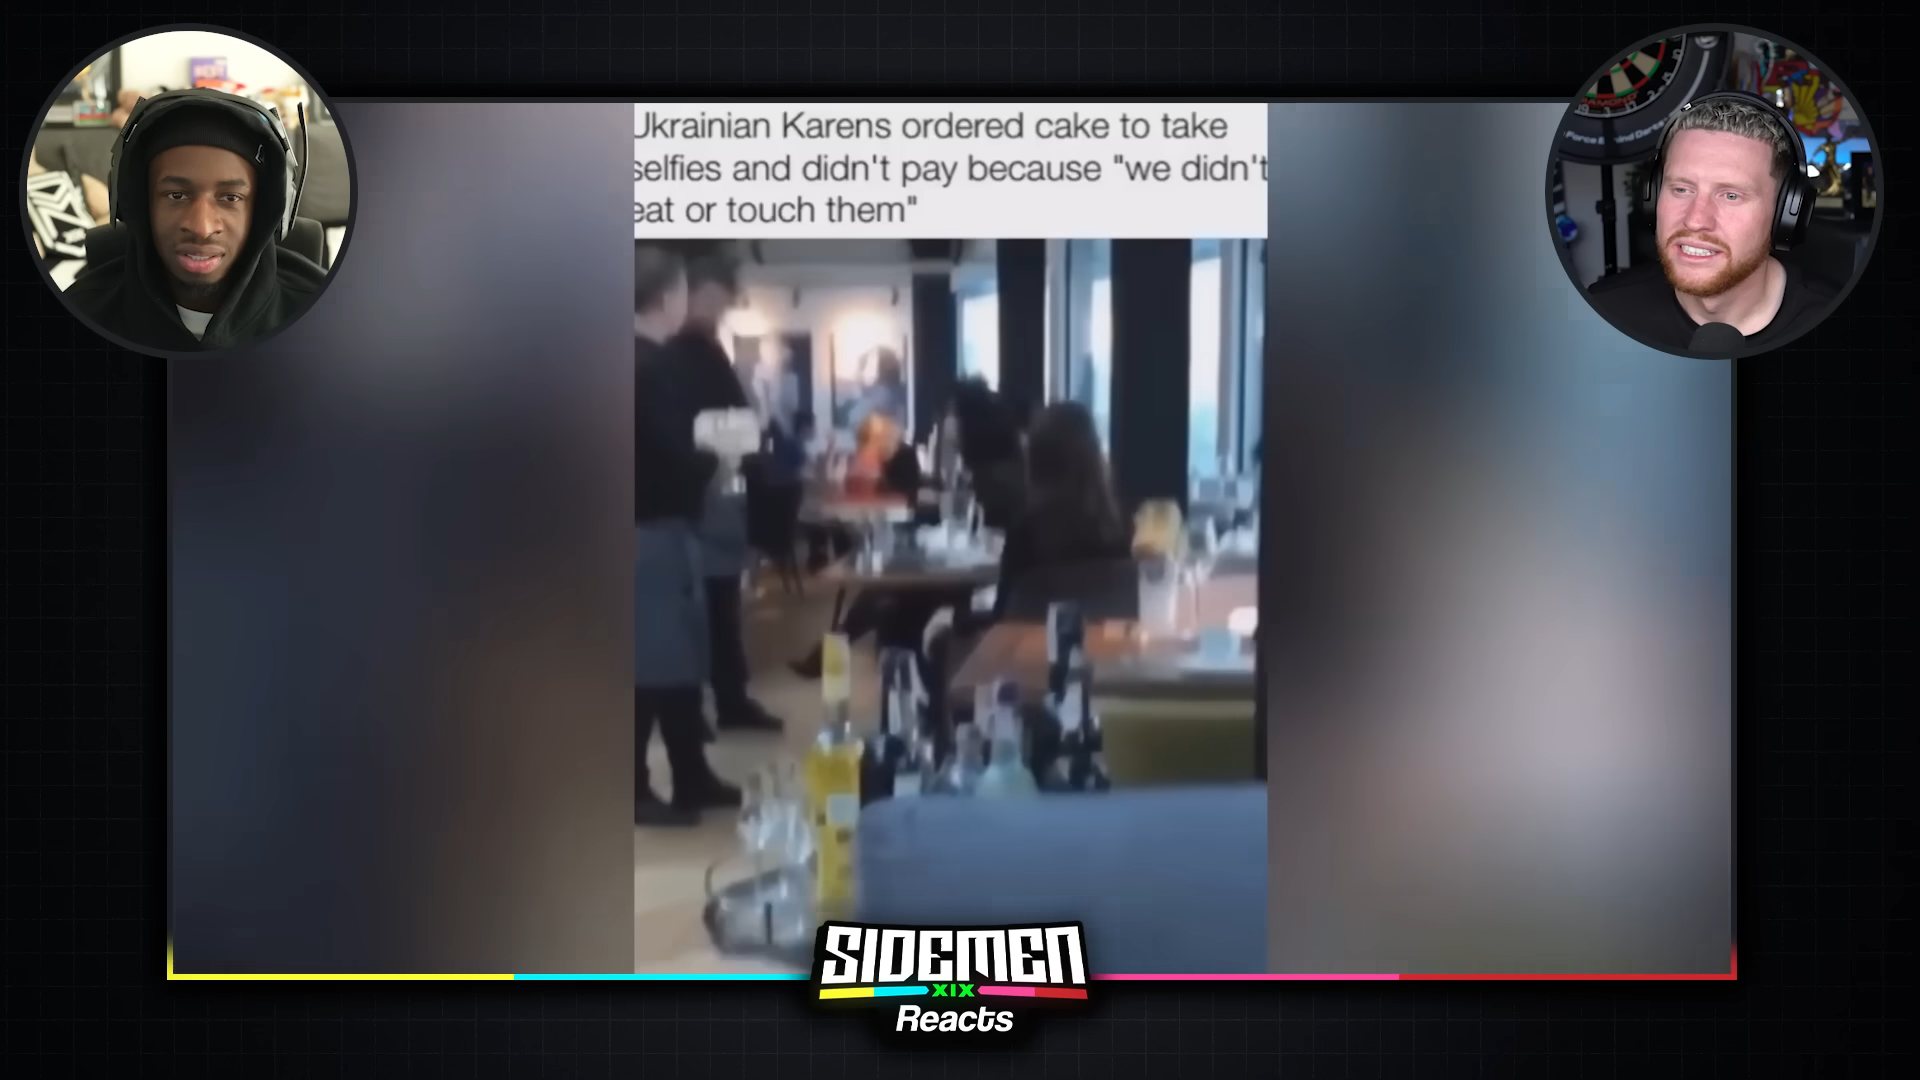 Ukrainian Karens ordered cake to take
selfies and didn't pay because "we didn't
eat or touch them"
SIDEMEN
XIX
Reacts